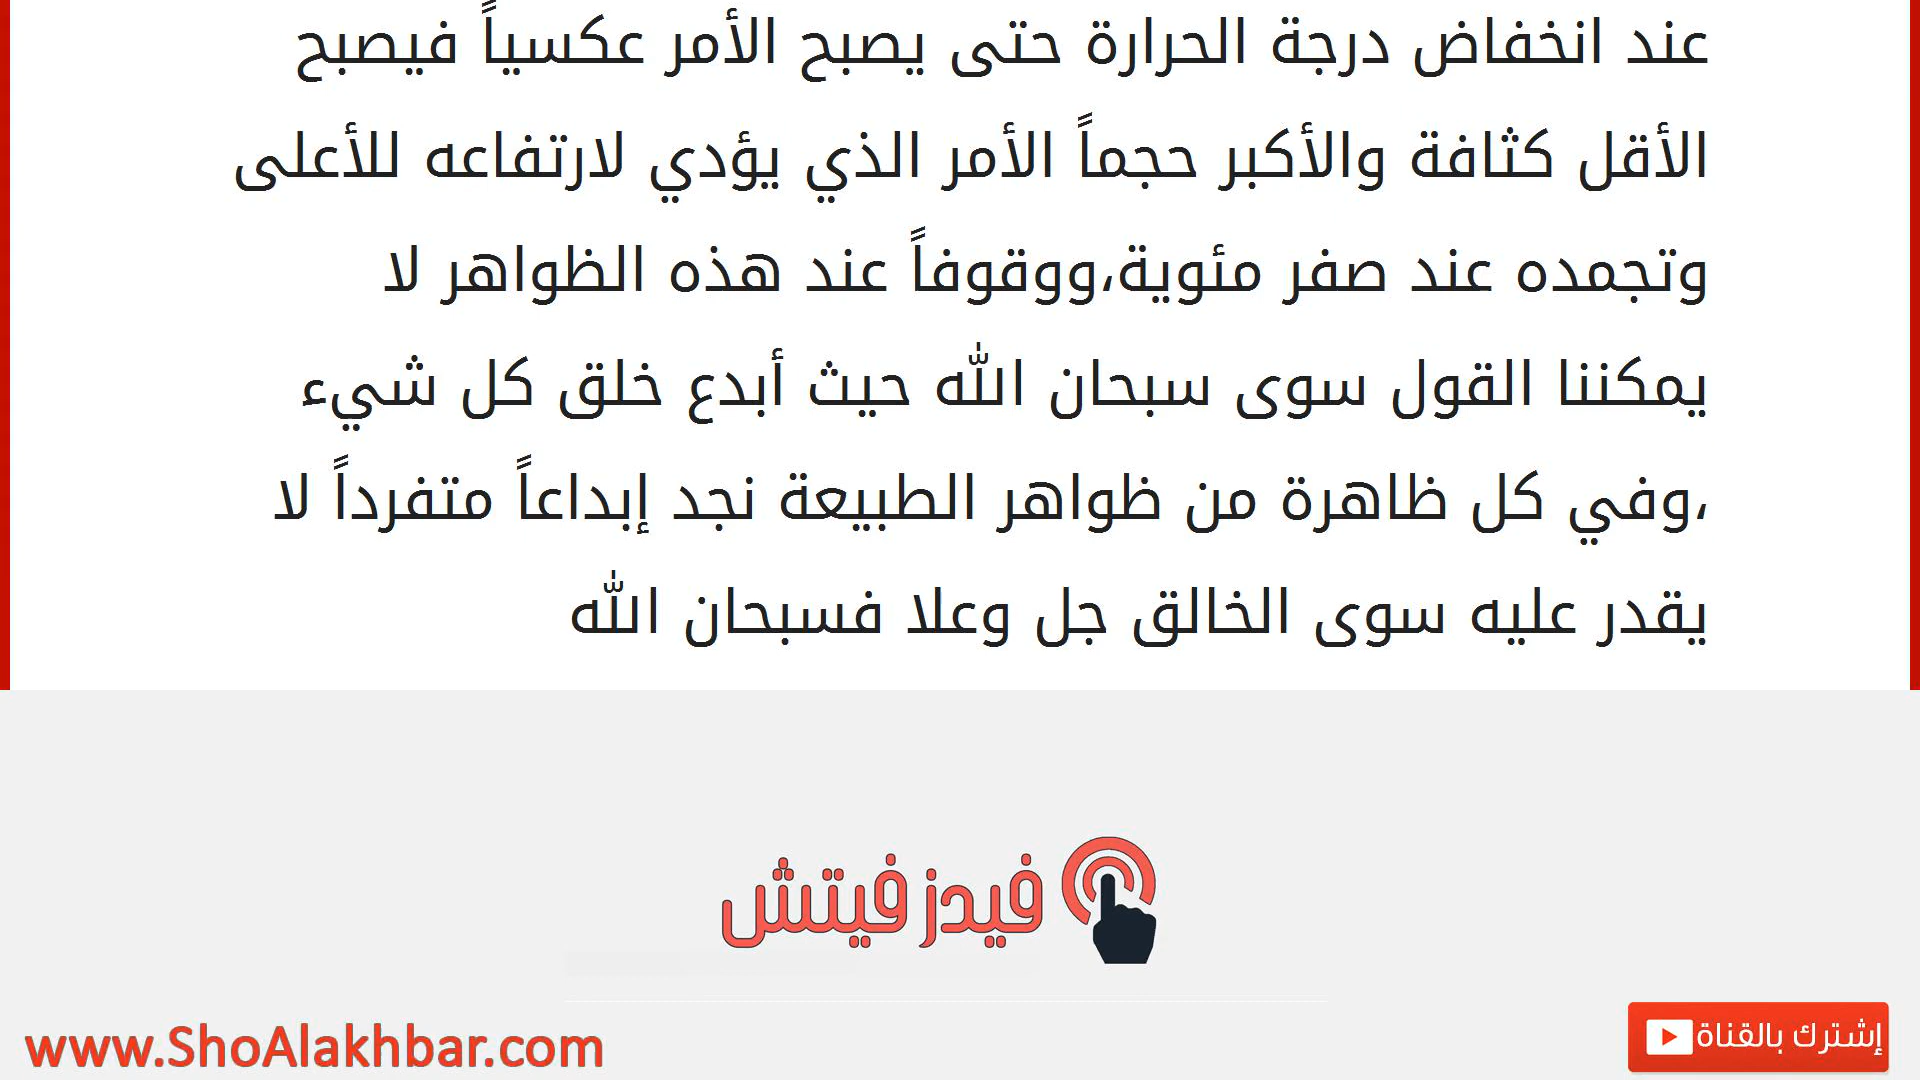 عند انخفاض درجة الحرارة حتى يصبح الأمر عكسياً فيصبح
الأقل كثافة والأكبر حجماً الأمر الذي يؤدي لارتفاعه للأعلى
وتجمده عند صفر مئوية،ووقوفاً عند هذه الظواهر لا
يمكننا القول سوى سبحان الله حيث أبدع خلق كل شيء
،وفي كل ظاهرة من ظواهر الطبيعة نجد إبداعاً متفرداً لا
يقدر عليه سوى الخالق جل وعلا فسبحان الله
فيدز فيتش
www.ShoAlakhbar.com
إشترك بالقناة